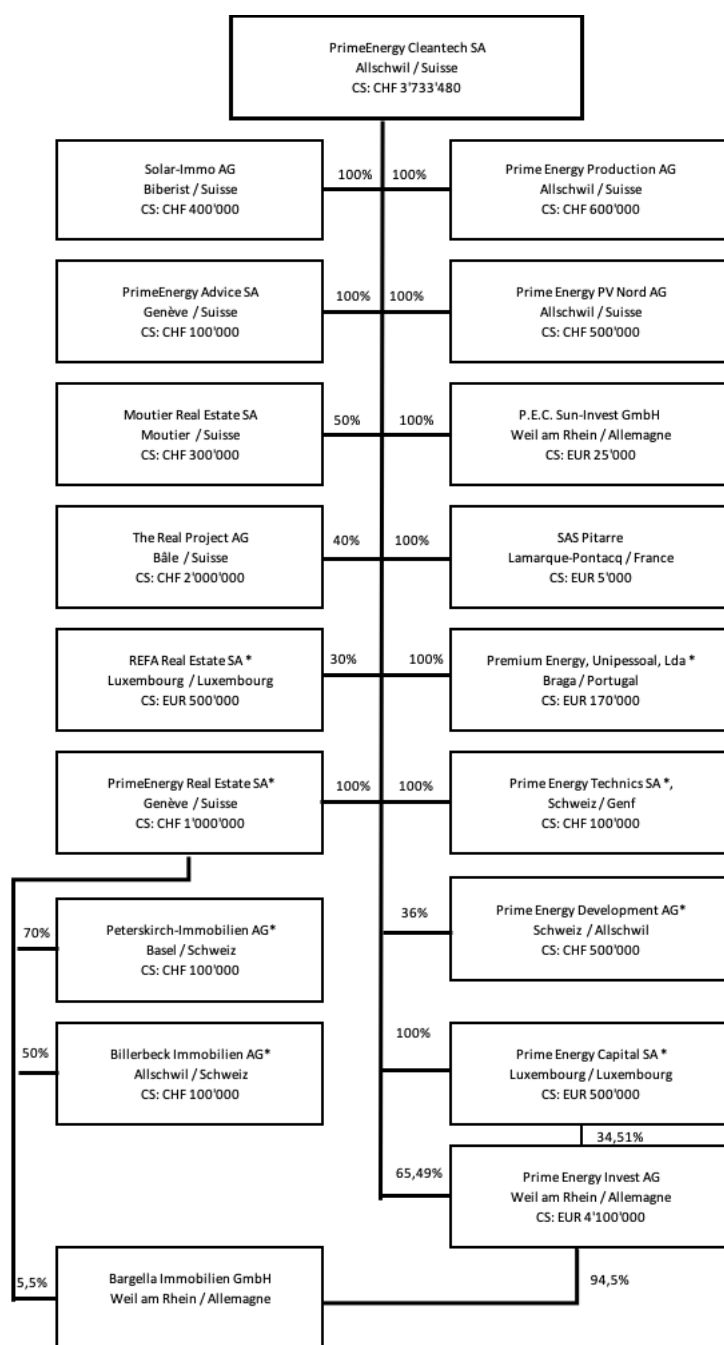 PrimeEnergy Cleantech SA
Allschwil / Suisse
CS: CHF 3'733'480
Solar-Immo AG
Biberist / Suisse
CS: CHF 400'000
100%
100%
Prime Energy Production AG
Allschwil / Suisse
CS: CHF 600'000
PrimeEnergy Advice SA
Genève / Suisse
CS: CHF 100'000
100%
100%
Prime Energy PV Nord AG
Allschwil / Suisse
CS: CHF 500'000
Moutier Real Estate SA
Moutier / Suisse
CS: CHF 300'000
50%
100%
P.E.C. Sun-Invest GmbH
Weil am Rhein / Allemagne
CS: EUR 25'000
The Real Project AG
Bâle / Suisse
CS: CHF 2'000'000
40%
100%
SAS Pitarre
Lamarque-Pontacq / France
CS: EUR 5'000
REFA Real Estate SA *
Luxembourg / Luxembourg
CS: EUR 500'000
30%
100%
Premium Energy, Unipessoal, Lda *
Braga / Portugal
CS: EUR 170'000
PrimeEnergy Real Estate SA*
Genève / Suisse
CS: CHF 1'000'000
100%
100%
Prime Energy Technics SA *,
Schweiz / Genf
CS: CHF 100'000
70%
Peterskirch-Immobilien AG*
Basel / Schweiz
CS: CHF 100'000
36%
Prime Energy Development AG*
Schweiz / Allschwil
CS: CHF 500'000
50%
Billerbeck Immobilien AG*
Allschwil / Schweiz
CS: CHF 100'000
100%
Prime Energy Capital SA *
Luxembourg / Luxembourg
CS: EUR 500'000
34,51%
65,49%
Prime Energy Invest AG
Weil am Rhein / Allemagne
CS: EUR 4'100'000
5,5%
Bargella Immobilien GmbH
Weil am Rhein / Allemagne
94,5%